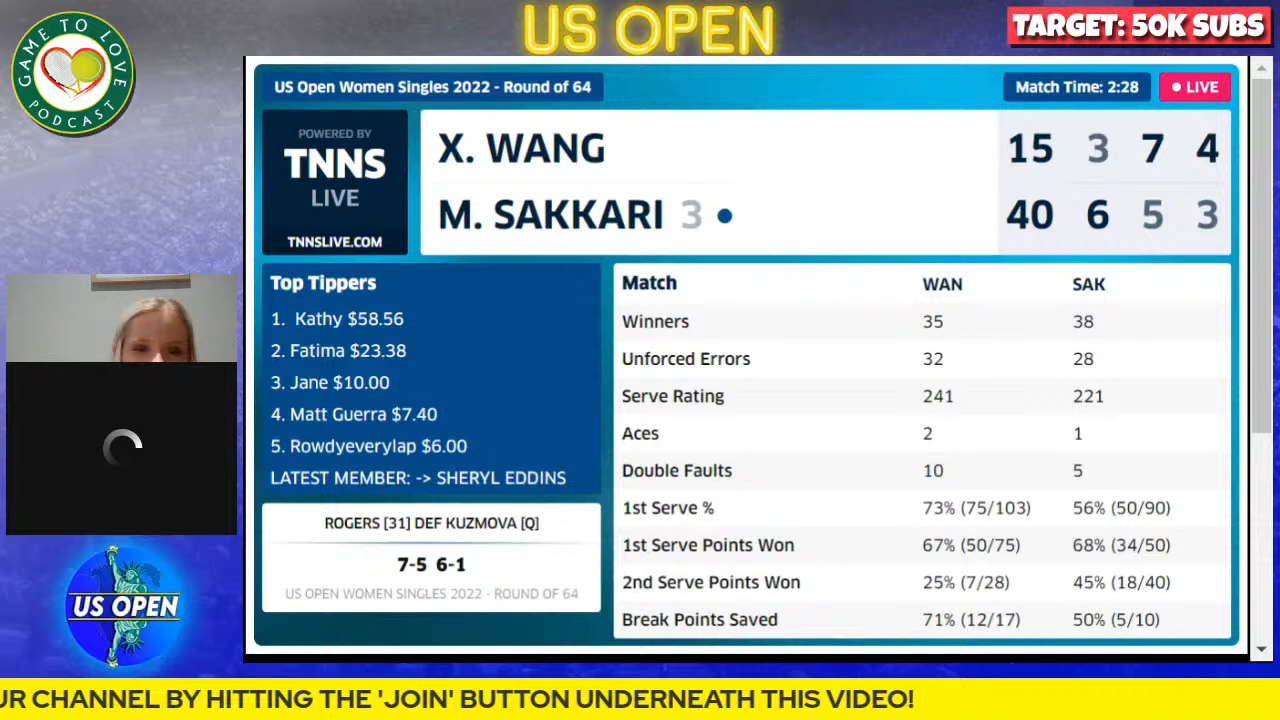 GAME TO LOVE
PODCAST
US OPEN
TARGET: 50K SUBS
US Open Women Singles 2022 - Round of 64
Match Time: 2:28
LIVE
POWERED BY
TNNS
LIVE
TNNSLIVE.COM
X. WANG 15 3 7 4
M. SAKKARI 3 40 6 5 3
Top Tippers
1. Kathy $58.56
2. Fatima $23.38
3. Jane $10.00
4. Matt Guerra $7.40
5. Rowdyeverylap $6.00
LATEST MEMBER: -> SHERYL EDDINS
ROGERS [31] DEF KUZMOVA [Q]
7-5 6-1
US OPEN WOMEN SINGLES 2022 - ROUND OF 64
Match WAN SAK
Winners 35 38
Unforced Errors 32 28
Serve Rating 241 221
Aces 2 1
Double Faults 10 5
1st Serve % 73% (75/103) 56% (50/90)
1st Serve Points Won 67% (50/75) 68% (34/50)
2nd Serve Points Won 25% (7/28) 45% (18/40)
Break Points Saved 71% (12/17) 50% (5/10)
US OPEN
UR CHANNEL BY HITTING THE 'JOIN' BUTTON UNDERNEATH THIS VIDEO!